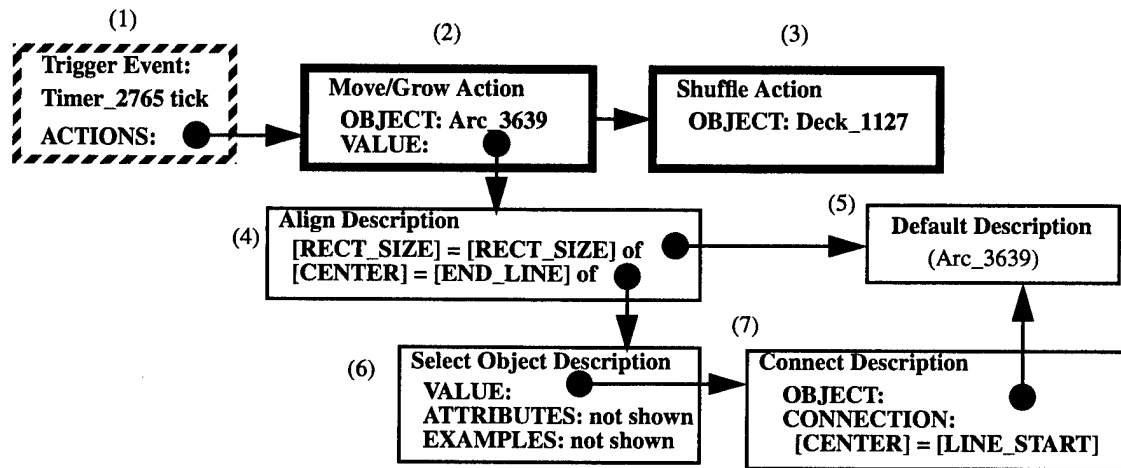 (1)
Trigger Event:
Timer_2765 tick
ACTIONS:
(2)
Move/Grow Action
OBJECT: Arc_3639
VALUE:
(3)
Shuffle Action
OBJECT: Deck_1127
(4)
Align Description
[RECT_SIZE] = [RECT_SIZE] of
[CENTER] = [END_LINE] of
(5)
Default Description
(Arc_3639)
(6)
Select Object Description
VALUE:
ATTRIBUTES: not shown
EXAMPLES: not shown
(7)
Connect Description
OBJECT:
CONNECTION:
[CENTER] = [LINE_START]